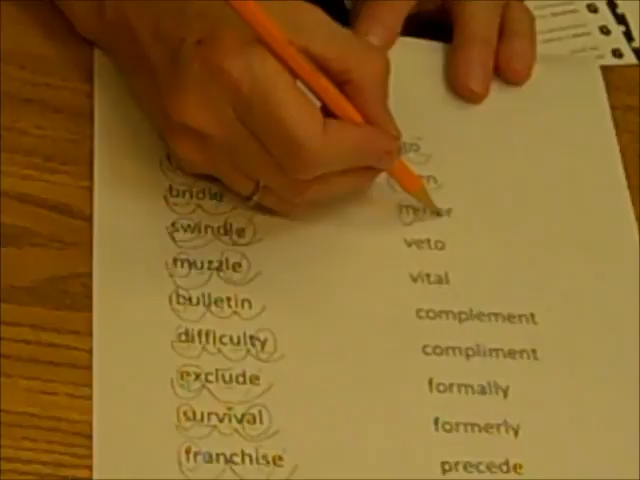 bridle
swindle
muzzle
bulletin
difficulty
exclude
survival
franchise
veto
vital
complement
compliment
formally
formerly
precede